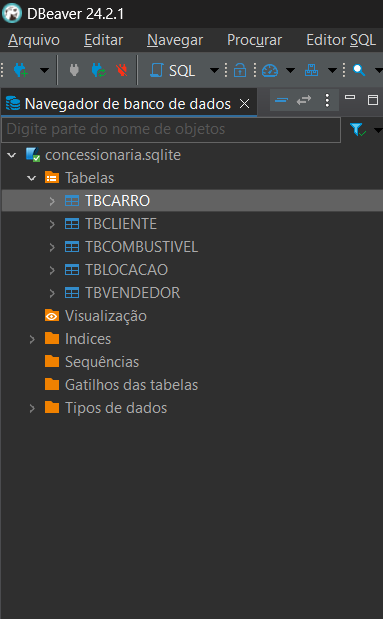 DBeaver 24.2.1
Arquivo Editar Navegar Procurar Editor SQL
SQL
Navegador de banco de dados
Digite parte do nome de objetos
concessionaria.sqlite
Tabelas
TBCARRO
TBCLIENTE
TBCOMBUSTIVEL
TBLOCACAO
TBVENDEDOR
Visualização
Indices
Sequências
Gatilhos das tabelas
Tipos de dados